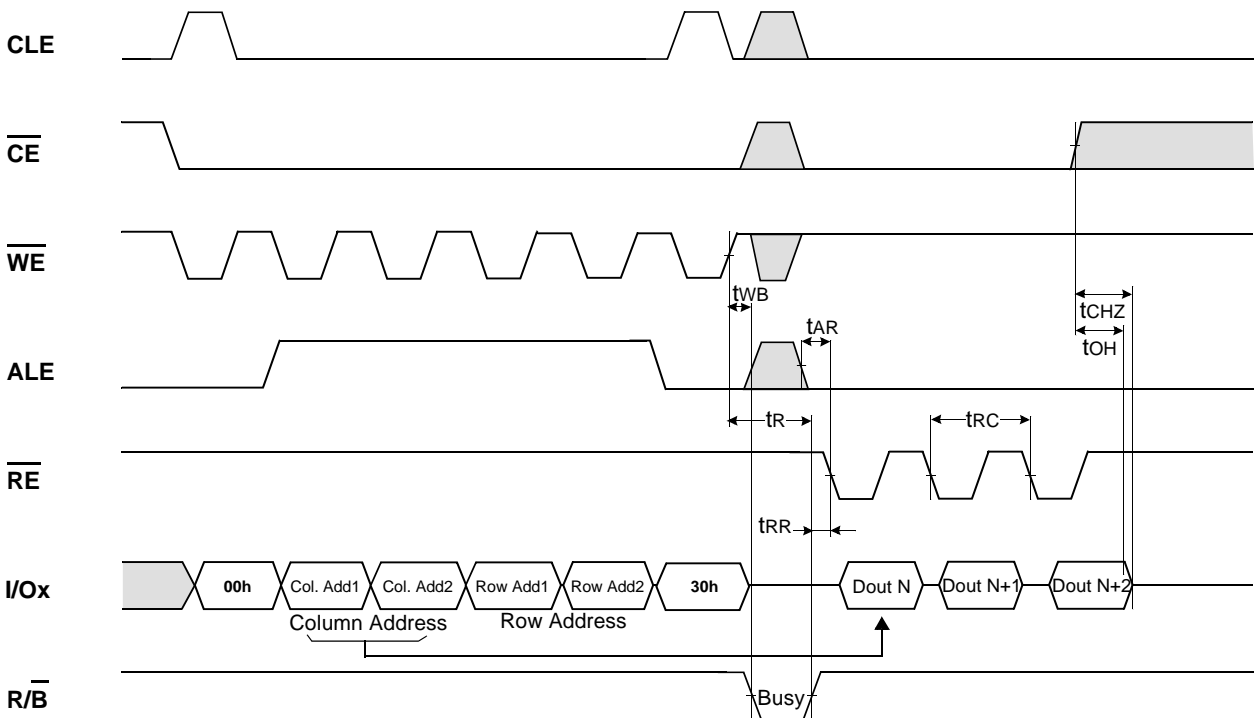 CLE
CE
WE
tWB
tCHZ
tAR
tOH
ALE
tR
tRC
RE
tRR
I/Ox
00h
Col. Add1
Col. Add2
Row Add1
Row Add2
30h
Dout N
Dout N+1
Dout N+2
Column Address
Row Address
R/B
Busy